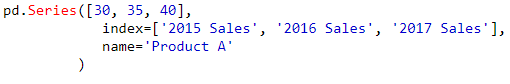 pd.Series([30, 35, 40],
index=['2015 Sales', '2016 Sales', '2017 Sales'],
name='Product A'
)